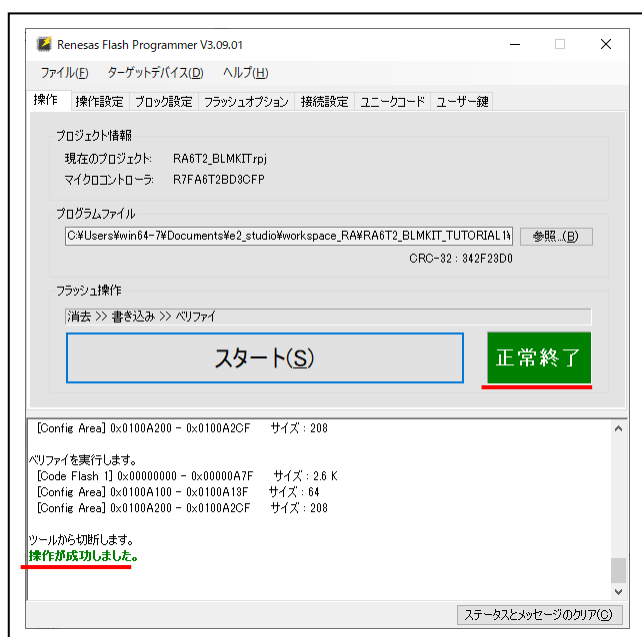 Renesas Flash Programmer V3.09.01
ファイル(F) ターゲットデバイス(D) ヘルプ(H)
操作 操作設定 ブロック設定 フラッシュオプション 接続設定 ユニークコード ユーザー鍵
プロジェクト情報
現在のプロジェクト: RA6T2_BLMKIT.rpj
マイクロコントローラ: R7FA6T2BD3CFP
プログラムファイル
C:¥Users¥win64-7¥Documents¥e2_studio¥workspace_RA¥RA6T2_BLMKIT_TUTORIAL1¥ 参照...(B)
CRC-32 : 342F23D0
フラッシュ操作
消去 >> 書き込み >> ベリファイ
スタート(S) 正常終了
[Config Area] 0x0100A200 - 0x0100A2CF サイズ : 208
ベリファイを実行します。
[Code Flash 1] 0x00000000 - 0x00000A7F サイズ : 2.6 K
[Config Area] 0x0100A100 - 0x0100A13F サイズ : 64
[Config Area] 0x0100A200 - 0x0100A2CF サイズ : 208
ツールから切断します。
操作が成功しました。
ステータスとメッセージのクリア(C)